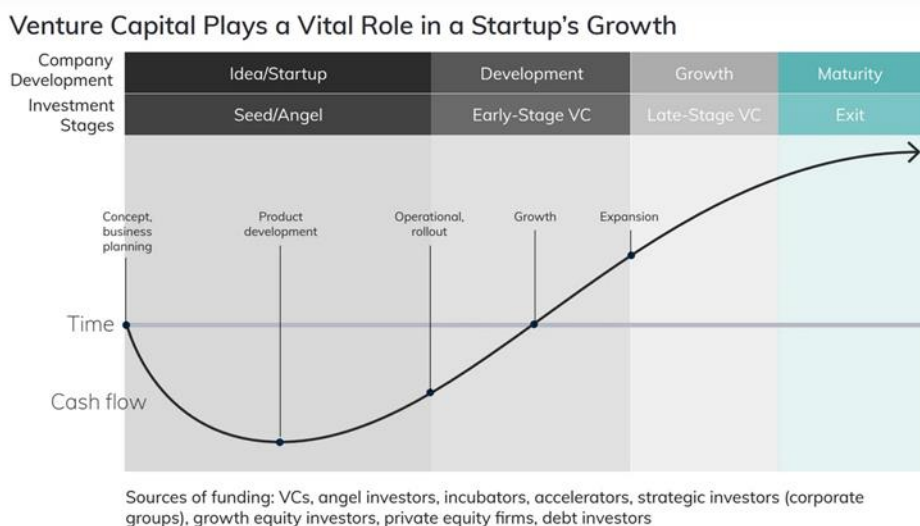 Venture Capital Plays a Vital Role in a Startup's Growth
Company
Development
Idea/Startup
Development
Growth
Maturity
Investment
Stages
Seed/Angel
Early-Stage VC
Late-Stage VC
Exit
Concept,
business
planning
Product
development
Operational,
rollout
Growth
Expansion
Time
Cash flow
Sources of funding: VCs, angel investors, incubators, accelerators, strategic investors (corporate
groups), growth equity investors, private equity firms, debt investors